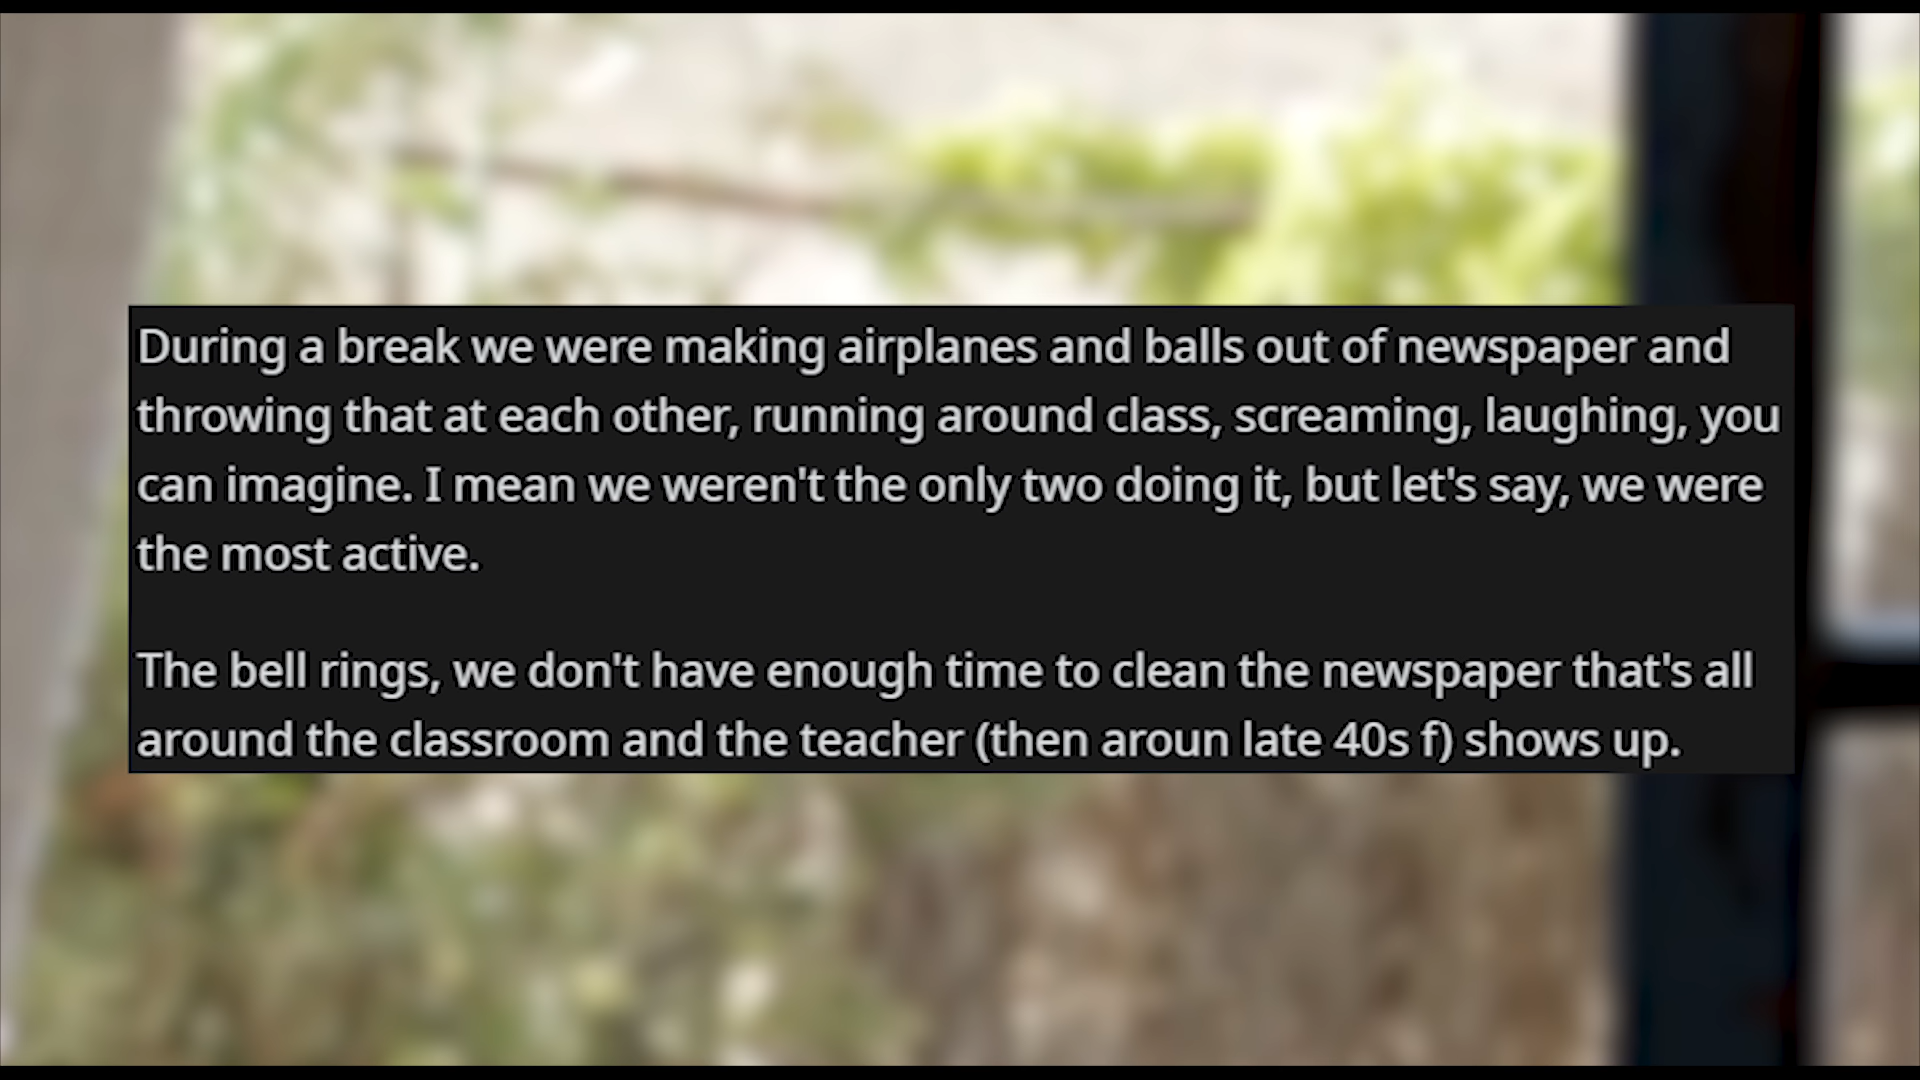 During a break we were making airplanes and balls out of newspaper and
throwing that at each other, running around class, screaming, laughing, you
can imagine. I mean we weren't the only two doing it, but let's say, we were
the most active.
The bell rings, we don't have enough time to clean the newspaper that's all
around the classroom and the teacher (then aroun late 40s f) shows up.